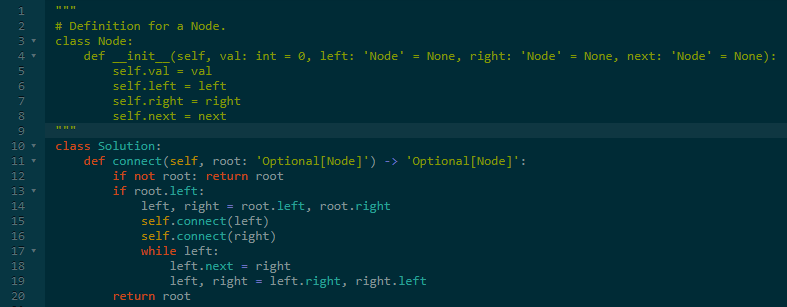 1 """
2 # Definition for a Node.
3 class Node:
4     def __init__(self, val: int = 0, left: 'Node' = None, right: 'Node' = None, next: 'Node' = None):
5         self.val = val
6         self.left = left
7         self.right = right
8         self.next = next
9 """
10 class Solution:
11     def connect(self, root: 'Optional[Node]') -> 'Optional[Node]':
12         if not root: return root
13         if root.left:
14             left, right = root.left, root.right
15             self.connect(left)
16             self.connect(right)
17             while left:
18                 left.next = right
19                 left, right = left.right, right.left
20         return root